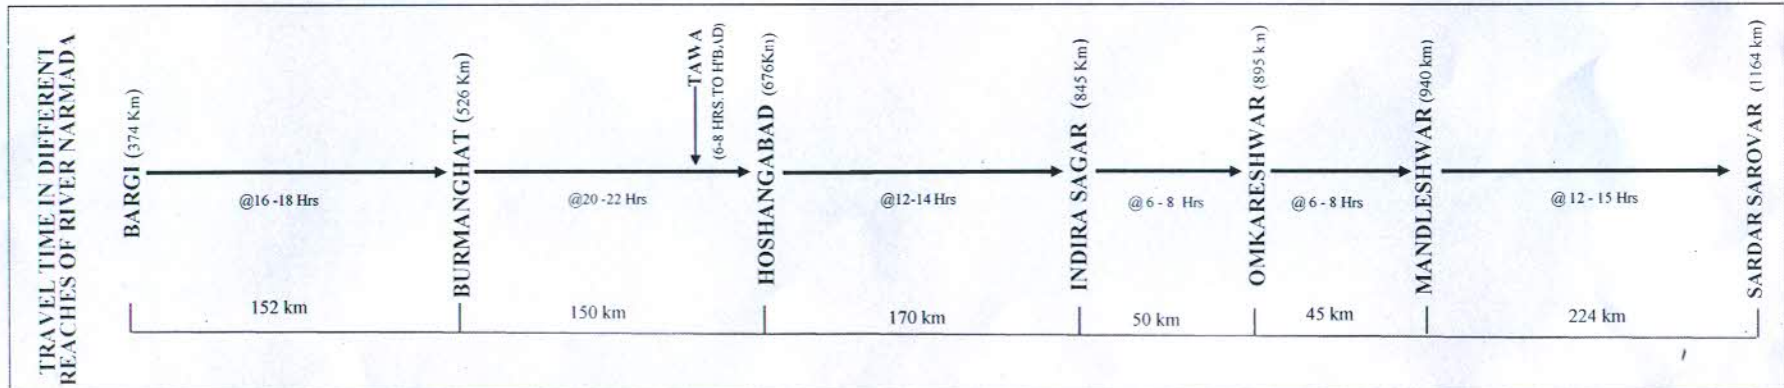 TRAVEL TIME IN DIFFERENT
REACHES OF RIVER NARMADA
BARGI (374 Km)
@16 -18 Hrs
152 km
BURMANGHAT (526 Km)
@20 -22 Hrs
150 km
TAWA
(6-8 HRS.TO H'BAD)
HOSHANGABAD (676Km)
@12-14 Hrs
170 km
INDIRA SAGAR (845 Km)
@ 6 - 8 Hrs
50 km
OMKARESHWAR (895 km)
@ 6 - 8 Hrs
45 km
MANDLESHWAR (940 km)
@ 12 - 15 Hrs
224 km
SARDAR SAROVAR (1164 km)